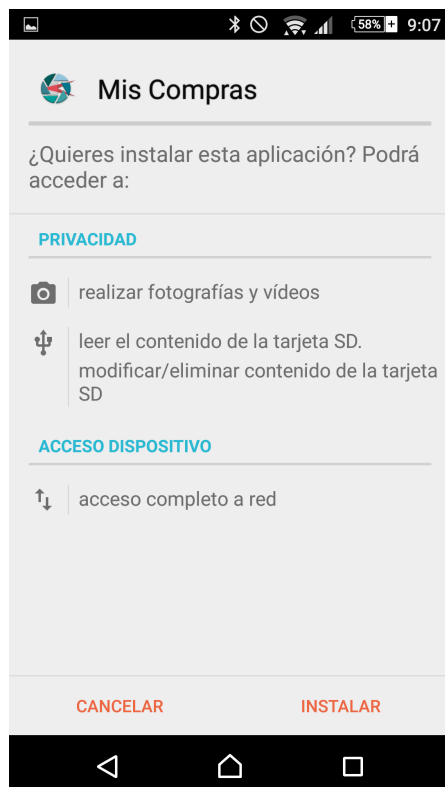 58% 9:07
Mis Compras
¿Quieres instalar esta aplicación? Podrá
acceder a:
PRIVACIDAD
realizar fotografías y vídeos
leer el contenido de la tarjeta SD.
modificar/eliminar contenido de la tarjeta
SD
ACCESO DISPOSITIVO
acceso completo a red
CANCELAR INSTALAR